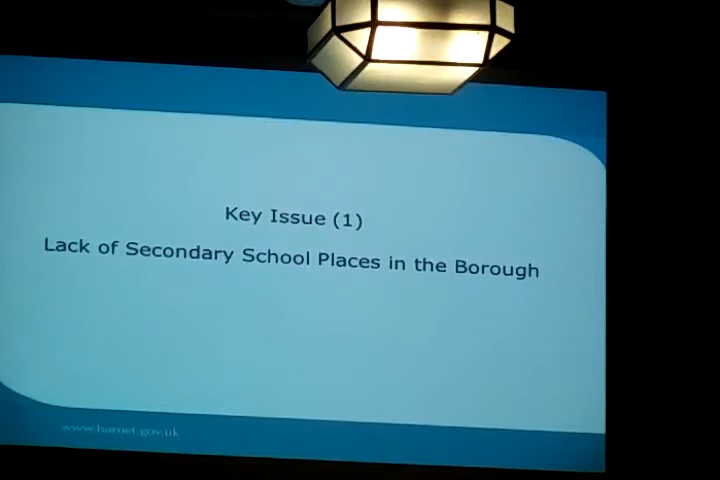 Key Issue (1)
Lack of Secondary School Places in the Borough
www.barnet.gov.uk